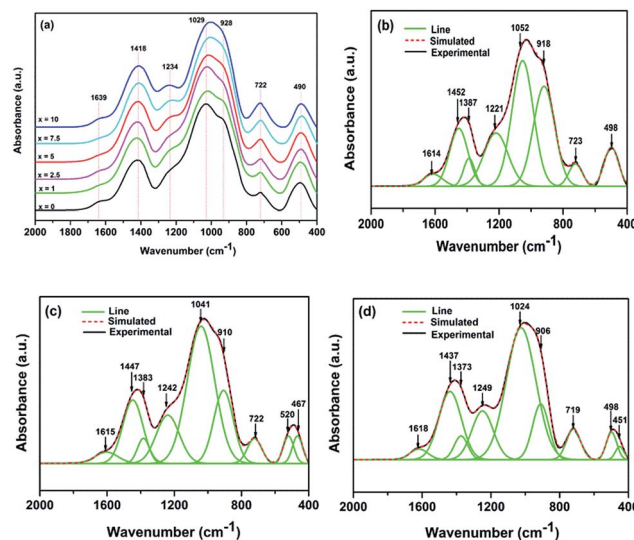 (a)
1029
928
1418
1234
1639
722
490
x = 10
x = 7.5
x = 5
x = 2.5
x = 1
x = 0
Absorbance (a.u.)
2000 1600 1200 800 400
Wavenumber (cm-1)
(b)
Line
Simulated
Experimental
1052
918
1452
1387
1221
1614
723
498
Absorbance (a.u.)
2000 1600 1200 800 400
Wavenumber (cm-1)
(c)
Line
Simulated
Experimental
1041
910
1447
1383
1242
1615
722
520
467
Absorbance (a.u.)
2000 1600 1200 800 400
Wavenumber (cm-1)
(d)
Line
Simulated
Experimental
1024
906
1437
1373
1249
1618
719
498
451
Absorbance (a.u.)
2000 1600 1200 800 400
Wavenumber (cm-1)